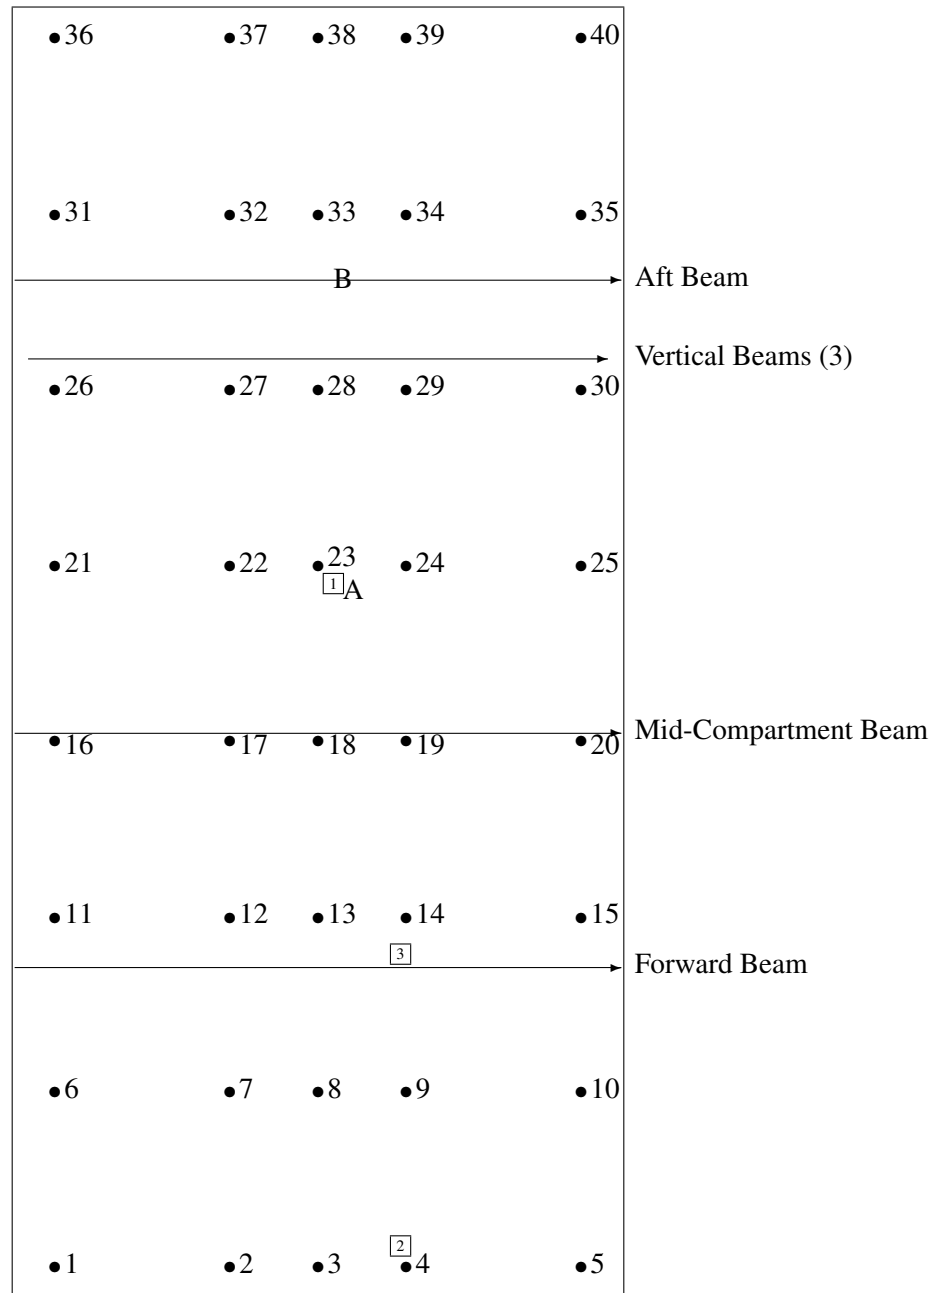 36 37 38 39 40
31 32 33 34 35
B Aft Beam
Vertical Beams (3)
26 27 28 29 30
21 22 23 24 25
1 A
Mid-Compartment Beam
16 17 18 19 20
11 12 13 14 15
3
Forward Beam
6 7 8 9 10
2
1 2 3 4 5